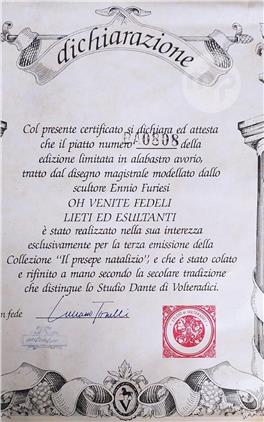 dichiarazione
Col presente certificato si dichiara ed attesta
che il piatto numero 0808 della
edizione limitata in alabastro avorio,
tratto dal disegno magistrale modellato dallo
scultore Ennio Furiesi
OH VENITE FEDELI
LIETI ED ESULTANTI
è stato realizzato nella sua interezza
esclusivamente per la terza emissione della
Collezione "Il presepe natalizio", e che è stato colato
e rifinito a mano secondo la secolare tradizione
che distingue lo Studio Dante di Volteradici.
n fede